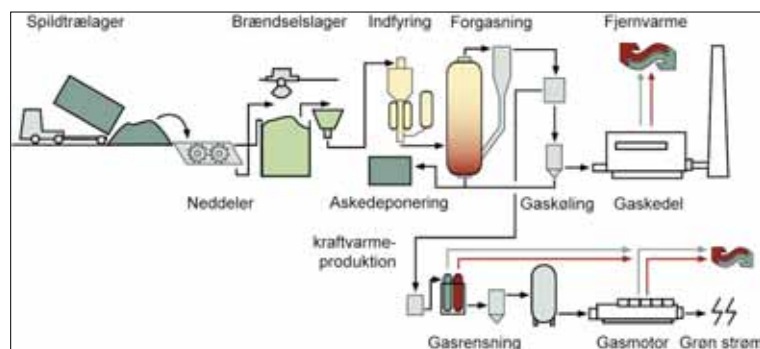 Spildtrælager
Brændselslager
Indfyring
Forgasning
Fjernvarme
Neddeler
Askedeponering
Gaskøling
Gaskedel
kraftvarme-
produktion
Gasrensning
Gasmotor
Grøn strøm